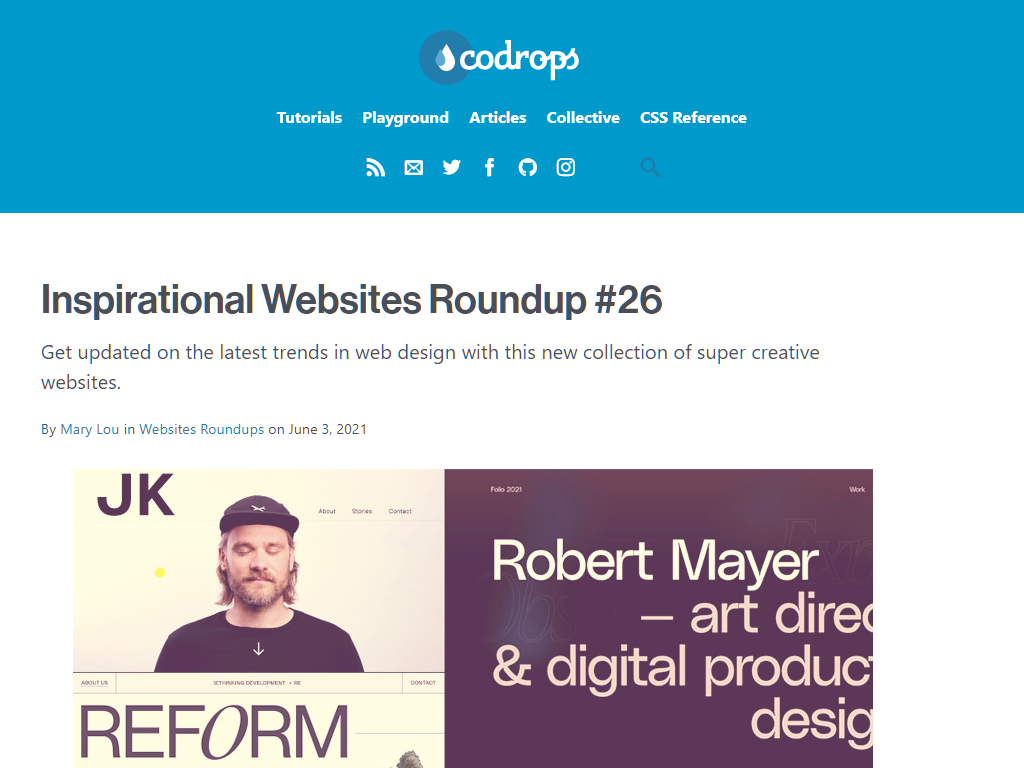 codrops
Tutorials Playground Articles Collective CSS Reference
Inspirational Websites Roundup #26
Get updated on the latest trends in web design with this new collection of super creative
websites.
By Mary Lou in Websites Roundups on June 3, 2021
JK
About Stories Contact
ABOUT US
RETHINKING DEVELOPMENT • RE
CONTACT
REFORM
Folio 2021
Work
Robert Mayer
— art direc
& digital product
desig